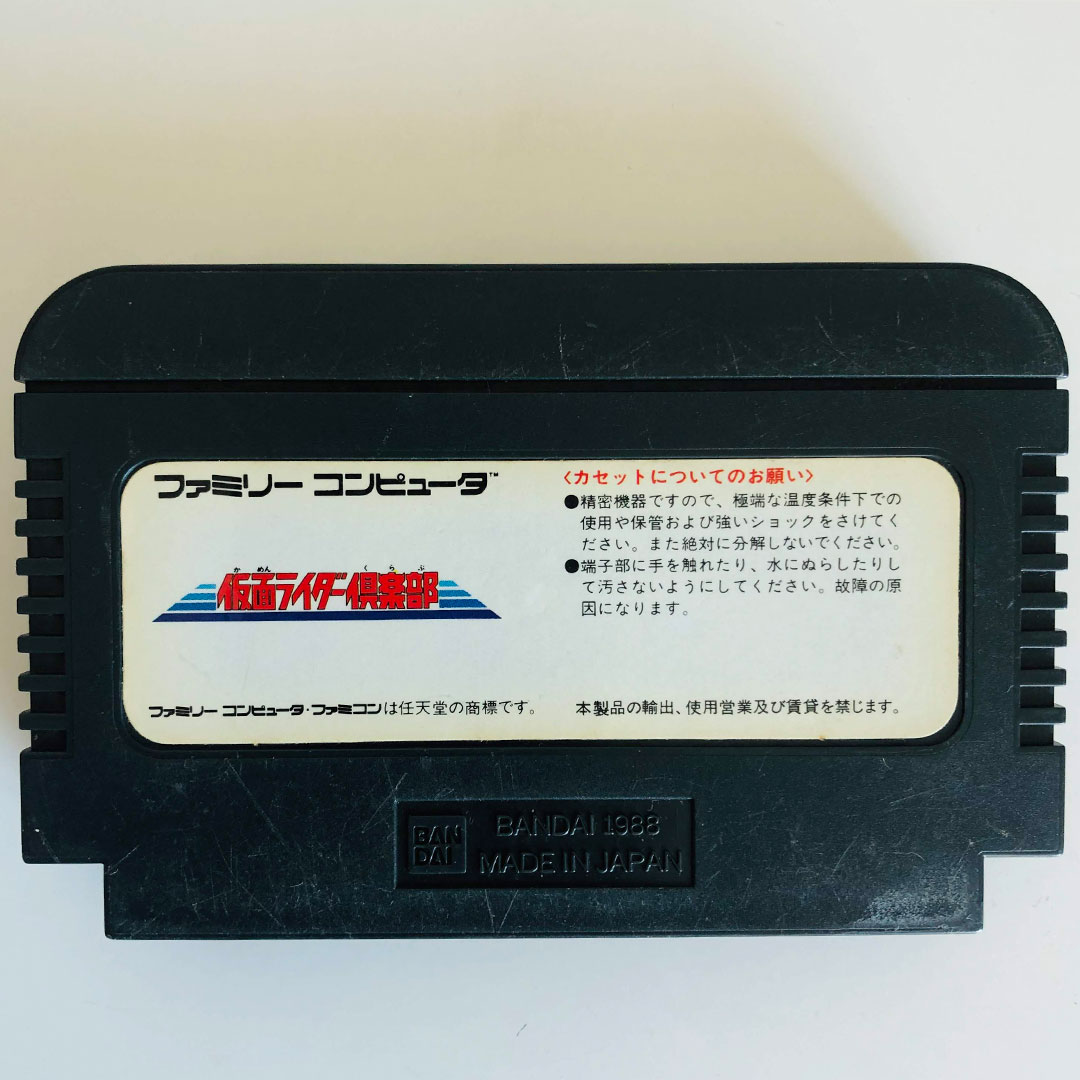 ファミリー コンピュータ™
かめん くらぶ
仮面ライダー倶楽部
〈カセットについてのお願い〉
●精密機器ですので、極端な温度条件下での
使用や保管および強いショックをさけてく
ださい。また絶対に分解しないでください。
●端子部に手を触れたり、水にぬらしたりし
て汚さないようにしてください。故障の原
因になります。
ファミリー コンピュータ・ファミコンは任天堂の商標です。
本製品の輸出、使用営業及び賃貸を禁じます。
BAN
DAI
BANDAI 1988
MADE IN JAPAN